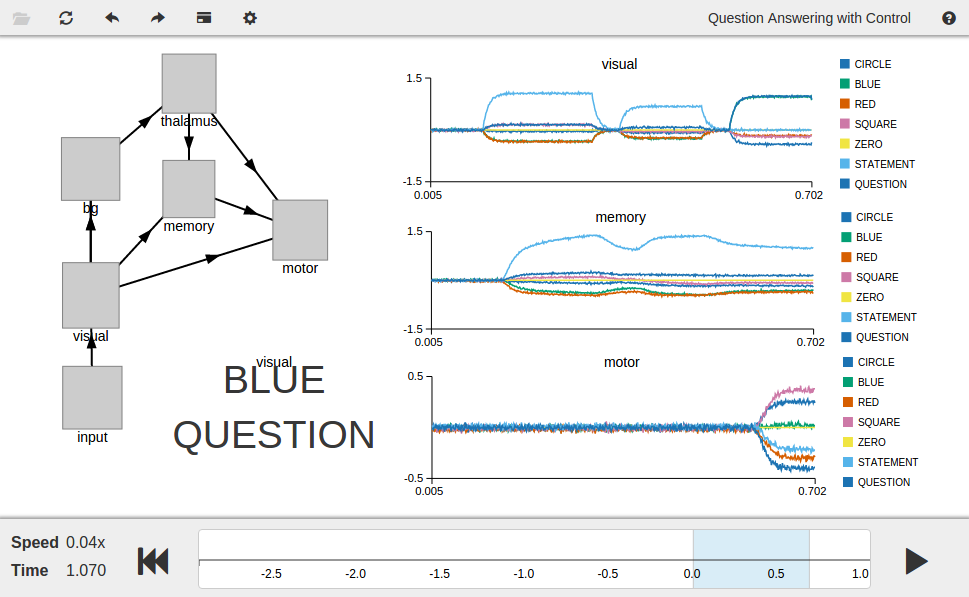 Question Answering with Control
thalamus
bg
memory
motor
visual
input
visual
BLUE
QUESTION
visual
1.5
-1.5
0.005
0.702
CIRCLE
BLUE
RED
SQUARE
ZERO
STATEMENT
QUESTION
memory
1.5
-1.5
0.005
0.702
CIRCLE
BLUE
RED
SQUARE
ZERO
STATEMENT
QUESTION
motor
0.5
-0.5
0.005
0.702
CIRCLE
BLUE
RED
SQUARE
ZERO
STATEMENT
QUESTION
Speed 0.04x
Time 1.070
-2.5 -2.0 -1.5 -1.0 -0.5 0.0 0.5 1.0